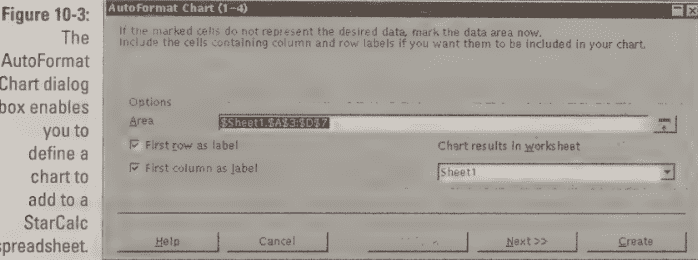 Figure 10-3:
The
AutoFormat
Chart dialog
box enables
you to
define a
chart to
add to a
StarCalc
spreadsheet.
AutoFormat Chart (1-4)
If the marked cells do not represent the desired data, mark the data area now.
Include the cells containing column and row labels if you want them to be included in your chart.
Options
Area
$Sheet1.$A$3:$D$7
First row as label
Chart results in worksheet
First column as label
Sheet1
Help Cancel Next >> Create